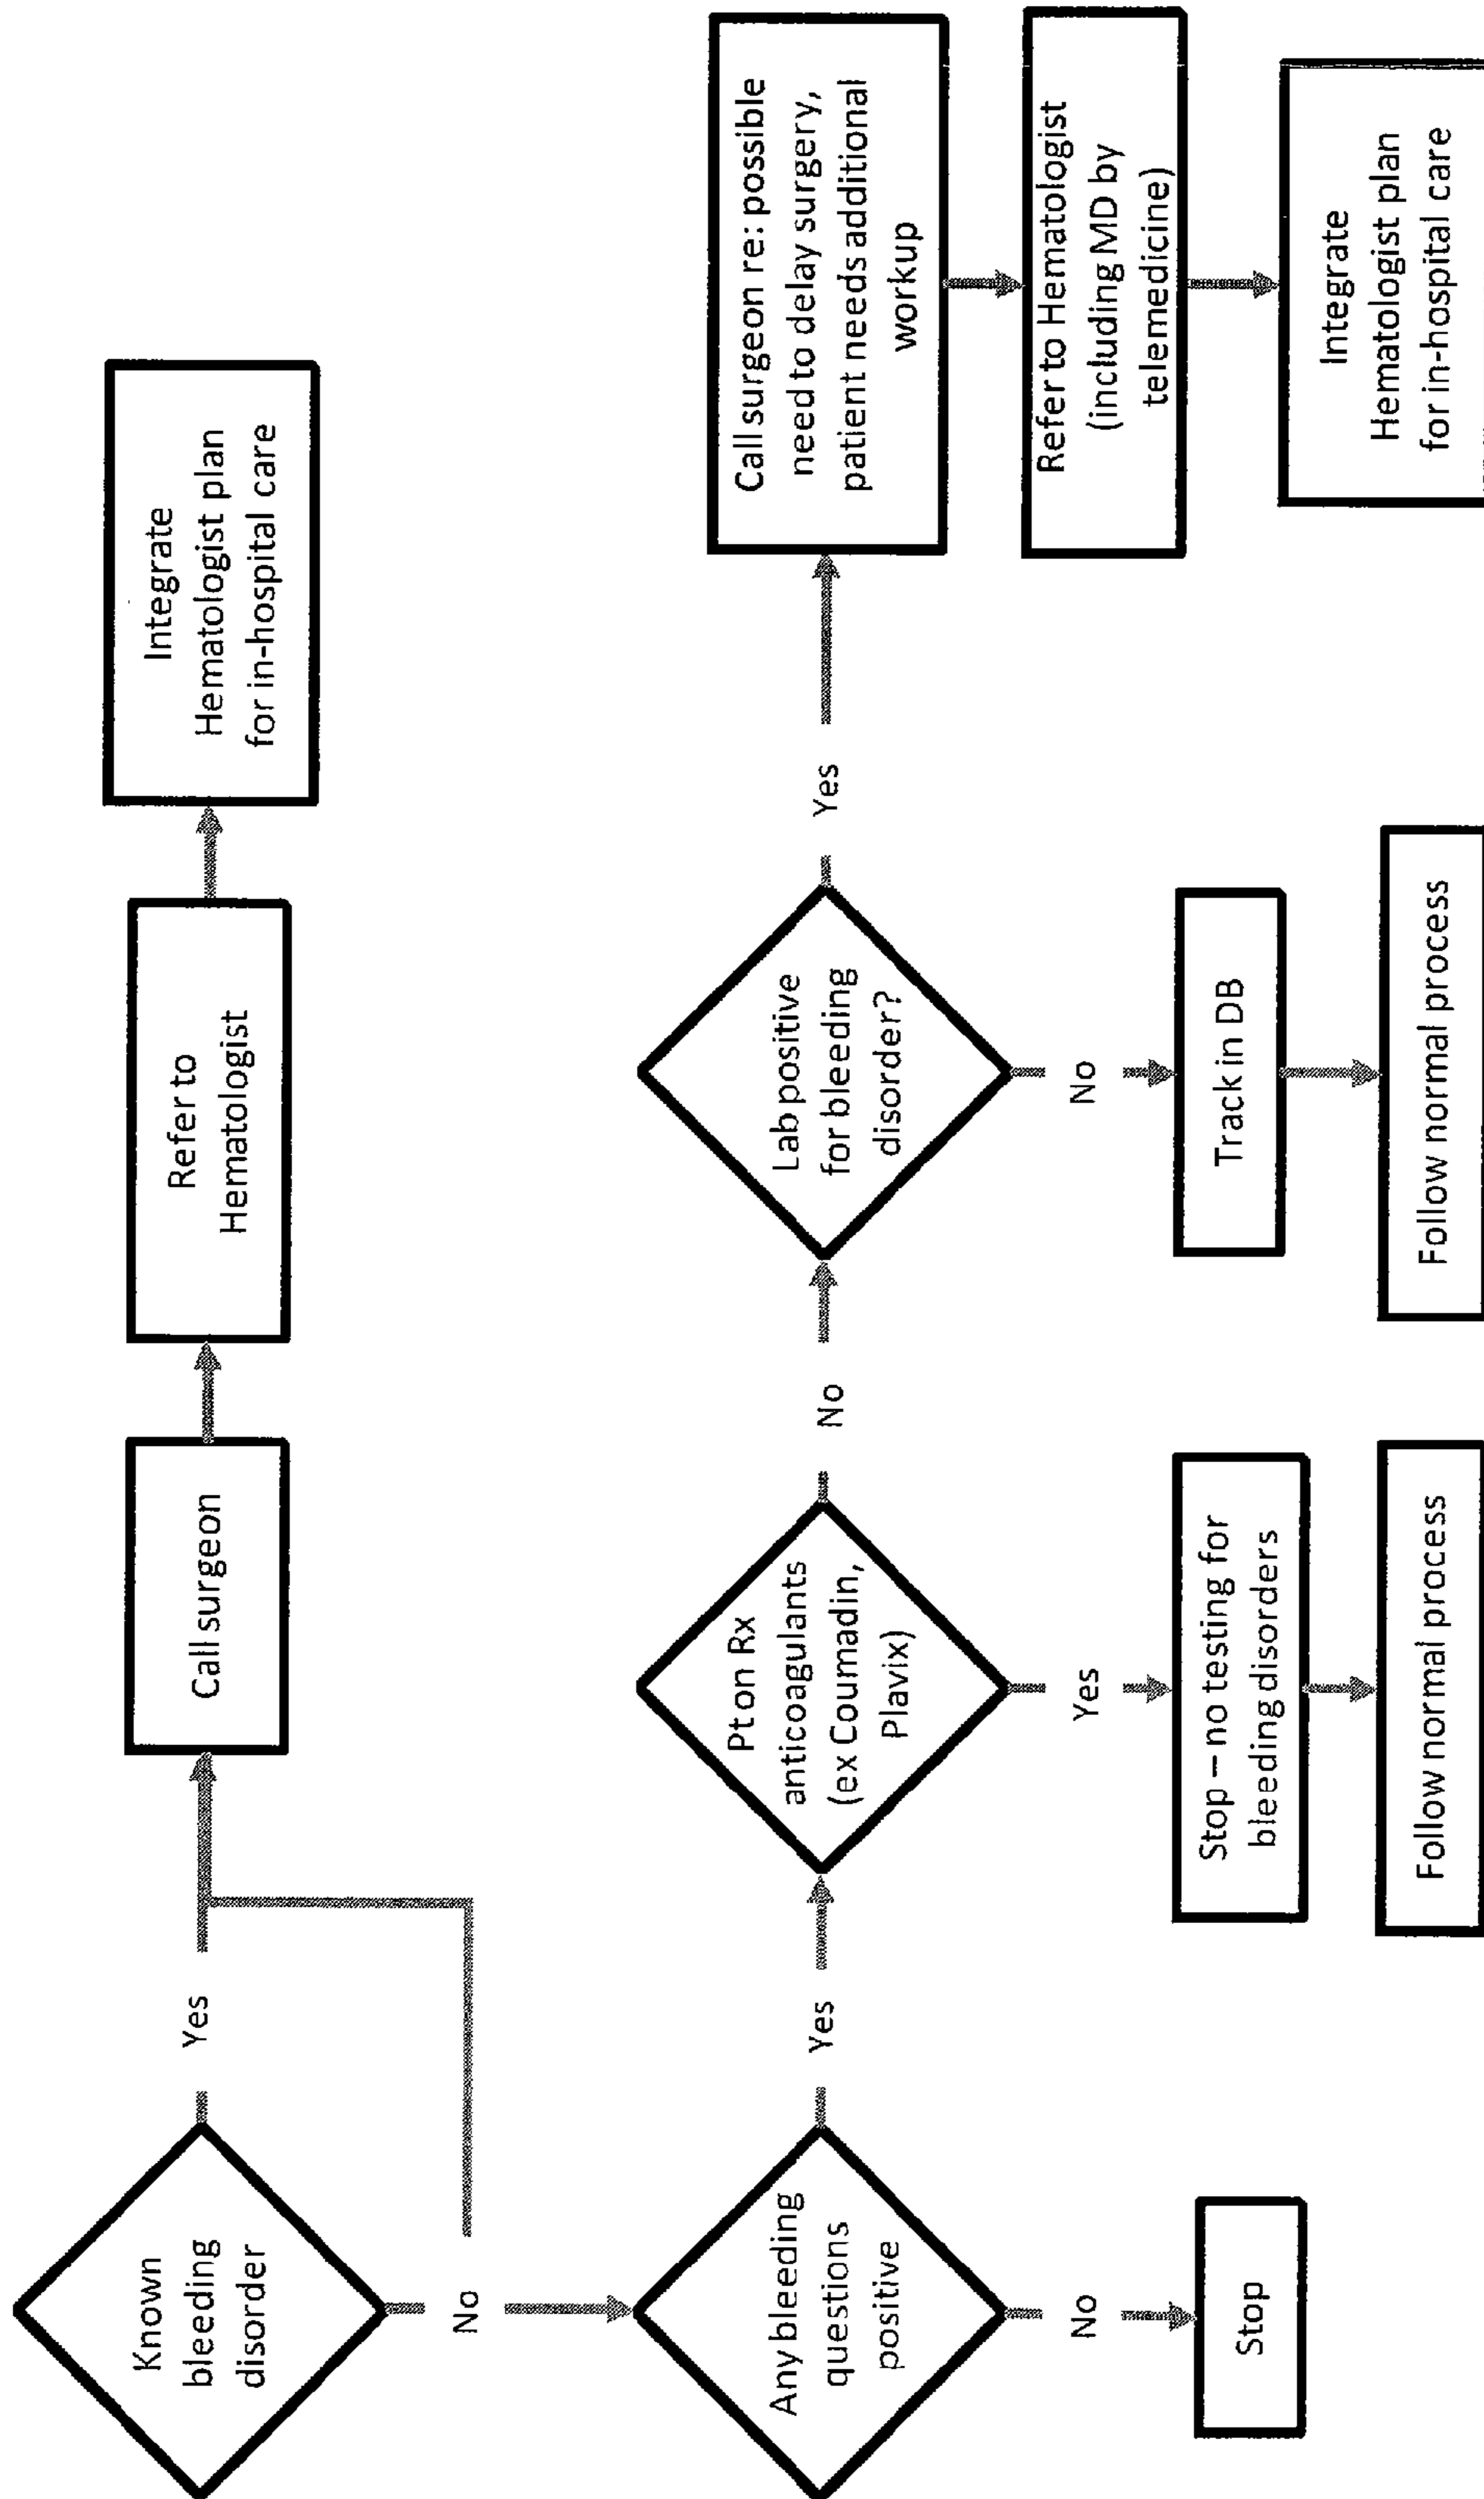 Known
bleeding
disorder
Yes
Call surgeon
Refer to
Hematologist
Integrate
Hematologist plan
for in-hospital care
No
Any bleeding
questions
positive
Yes
Pt on Rx
anticoagulants
(ex Coumadin,
Plavix)
No
Lab positive
for bleeding
disorder?
Yes
Call surgeon re: possible
need to delay surgery,
patient needs additional
workup
No
Stop
Yes
Stop – no testing for
bleeding disorders
Follow normal process
No
Track in DB
Follow normal process
Refer to Hematologist
(including MD by
telemedicine)
Integrate
Hematologist plan
for in-hospital care